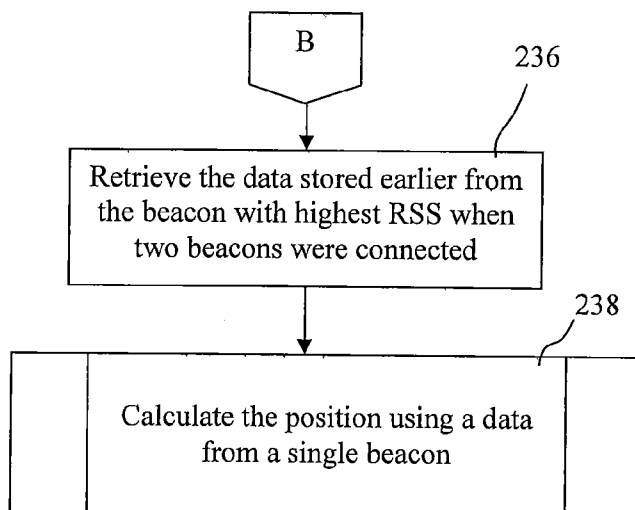 B
236
Retrieve the data stored earlier from
the beacon with highest RSS when
two beacons were connected
238
Calculate the position using a data
from a single beacon